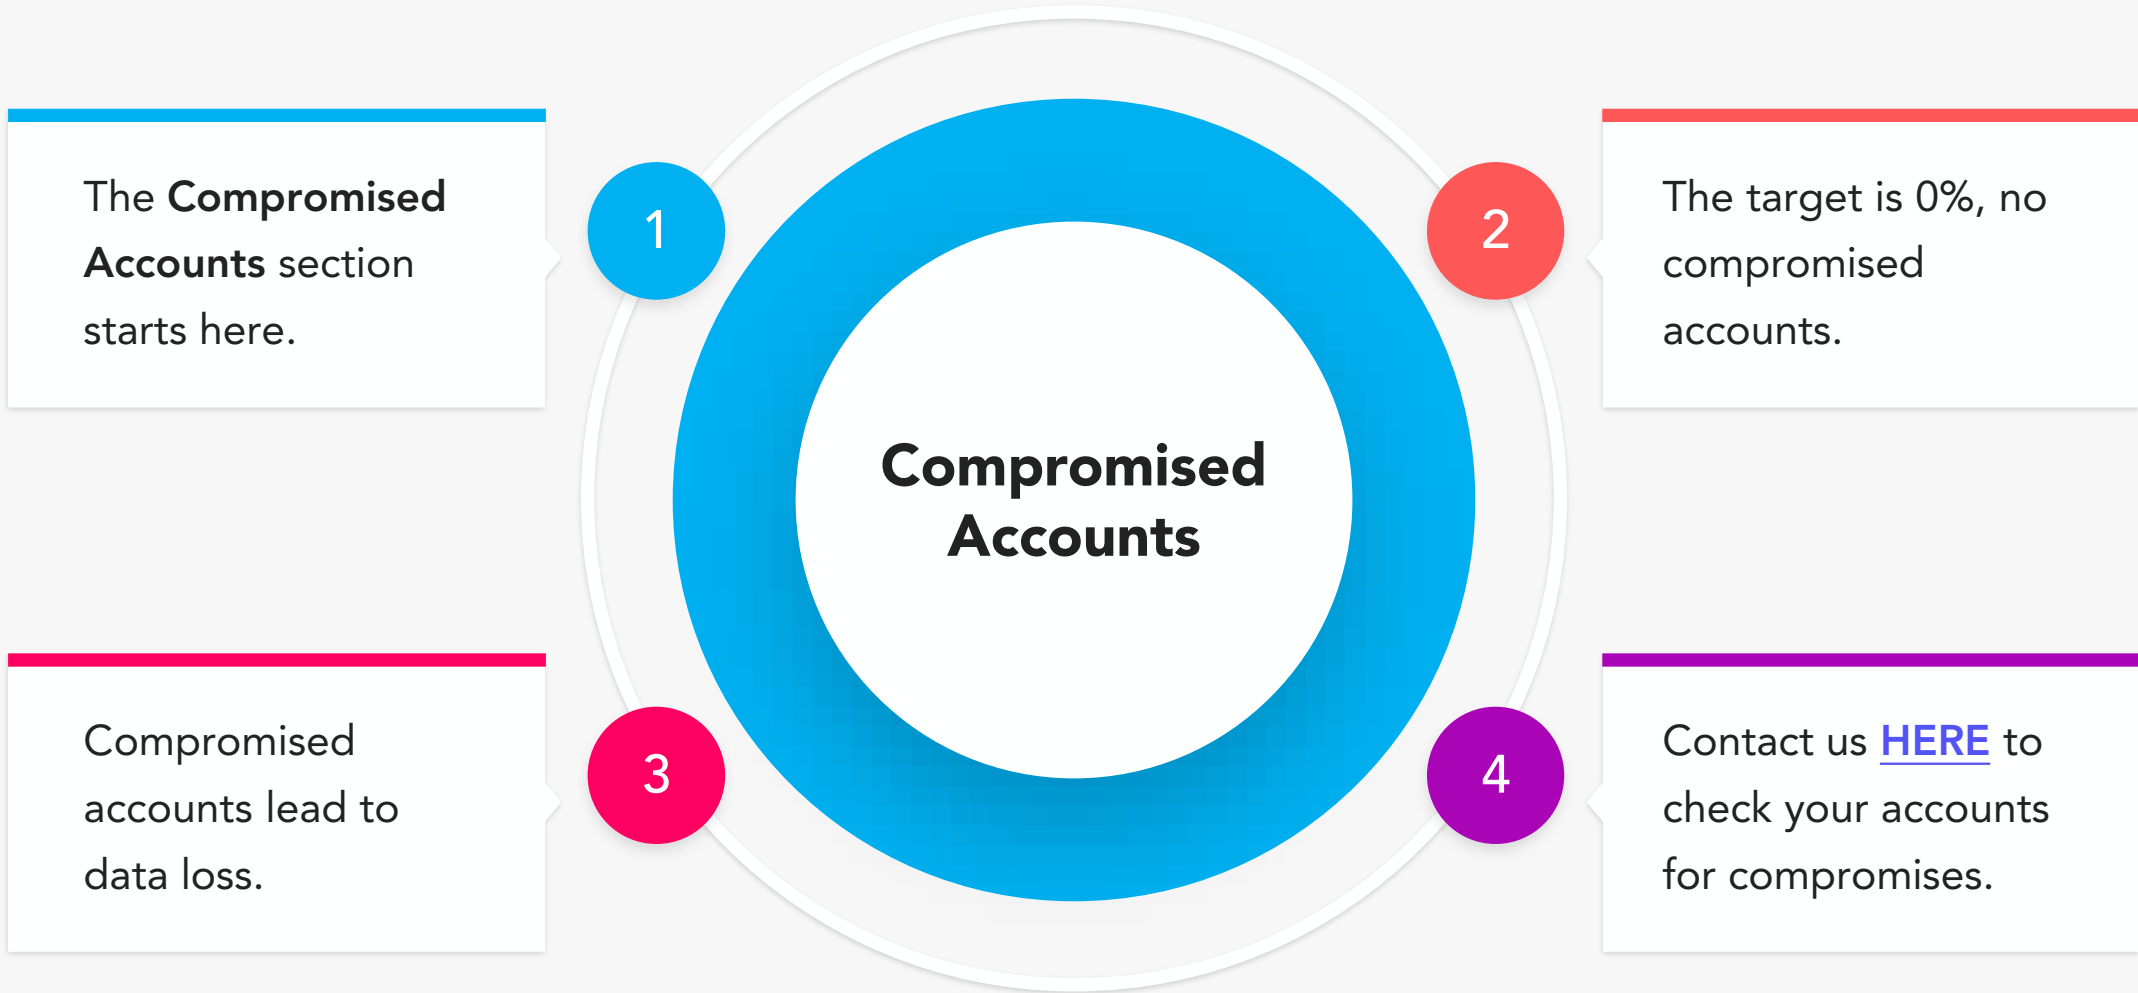 The Compromised
Accounts section
starts here.
1
2
The target is 0%, no
compromised
accounts.
Compromised
Accounts
Compromised
accounts lead to
data loss.
3
4
Contact us HERE to
check your accounts
for compromises.